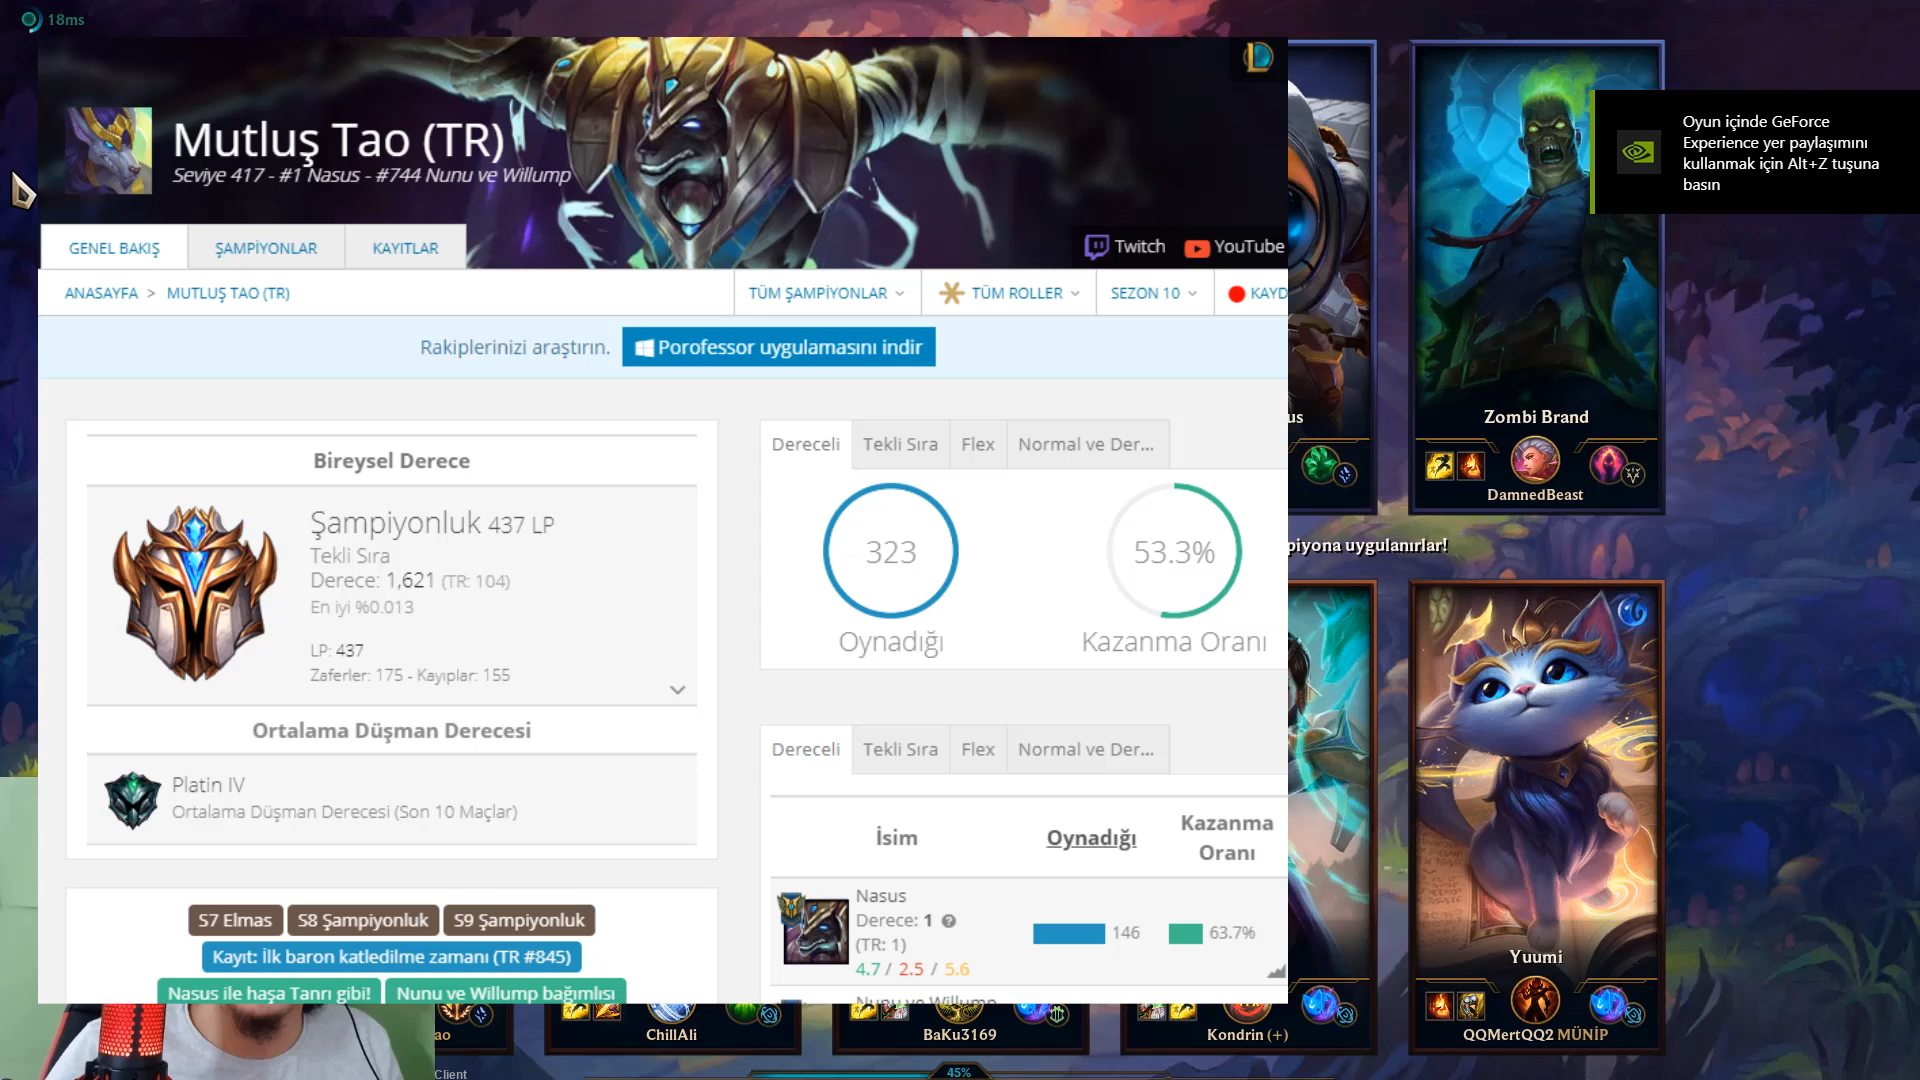 18ms
Mutluş Tao (TR)
Seviye 417 - #1 Nasus - #744 Nunu ve Willump
GENEL BAKIŞ
ŞAMPİYONLAR
KAYITLAR
Twitch
YouTube
ANASAYFA > MUTLUŞ TAO (TR)
TÜM ŞAMPİYONLAR
TÜM ROLLER
SEZON 10
KAYD
Rakiplerinizi araştırın.
Porofessor uygulamasını indir
Bireysel Derece
Şampiyonluk 437 LP
Tekli Sıra
Derece: 1,621 (TR: 104)
En iyi %0.013
LP: 437
Zaferler: 175 - Kayıplar: 155
Ortalama Düşman Derecesi
Platin IV
Ortalama Düşman Derecesi (Son 10 Maçlar)
S7 Elmas
S8 Şampiyonluk
S9 Şampiyonluk
Kayıt: İlk baron katledilme zamanı (TR #845)
Nasus ile haşa Tanrı gibi!
Nunu ve Willump bağımlısı
Dereceli
Tekli Sıra
Flex
Normal ve Der...
323
Oynadığı
53.3%
Kazanma Oranı
Dereceli
Tekli Sıra
Flex
Normal ve Der...
İsim
Oynadığı
Kazanma
Oranı
Nasus
Derece: 1
(TR: 1)
4.7 / 2.5 / 5.6
146
63.7%
Nunu ve Willump
Oyun içinde GeForce
Experience yer paylaşımını
kullanmak için Alt+Z tuşuna
basın
us
Zombi Brand
DamnedBeast
piyona uygulanırlar!
Yuumi
ao
ChillAli
BaKu3169
Kondrin (+)
QQMertQQ2 MÜNİP
Client
45%